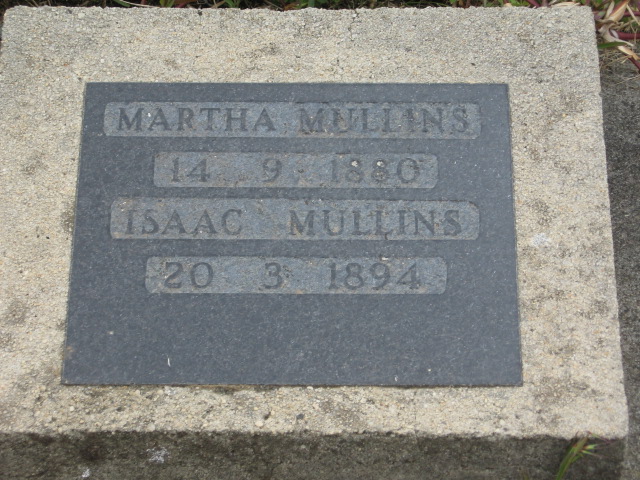 MARTHA MULLINS
14 9 1880
ISAAC MULLINS
20 3 1894